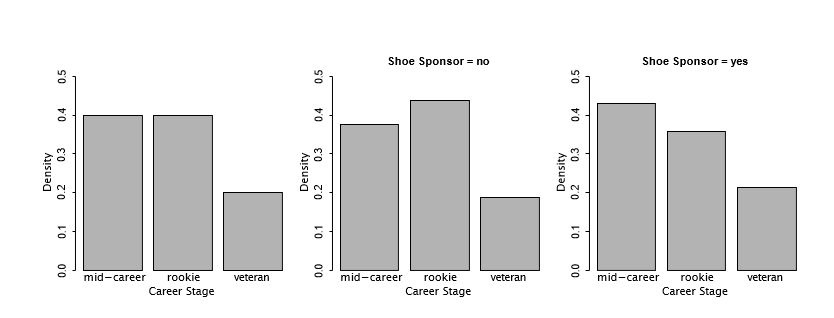 Density
0.0 0.1 0.2 0.3 0.4 0.5
mid−career rookie veteran
Career Stage
Shoe Sponsor = no
Density
0.0 0.1 0.2 0.3 0.4 0.5
mid−career rookie veteran
Career Stage
Shoe Sponsor = yes
Density
0.0 0.1 0.2 0.3 0.4 0.5
mid−career rookie veteran
Career Stage